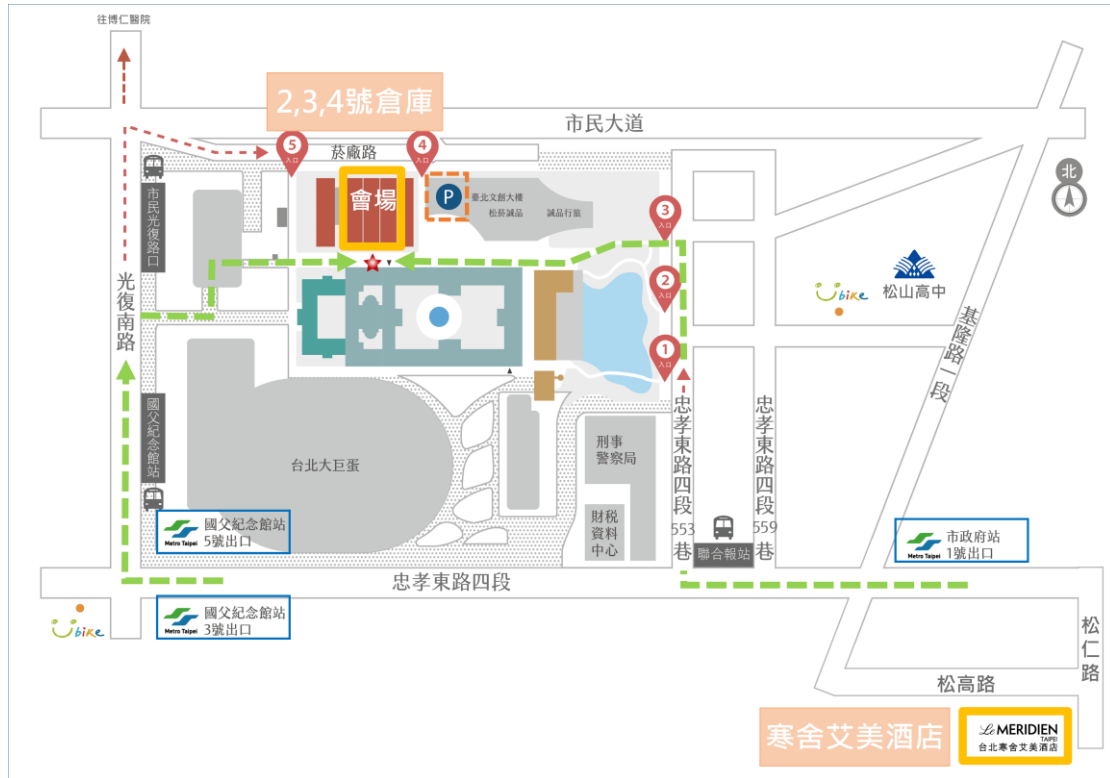 往博仁醫院
2,3,4號倉庫
市民大道
5
入口
菸廠路
4
入口
北
市民光復路口
會場
P
臺北文創大樓
松菸誠品
誠品行旅
3
入口
光復南路
2
入口
Ubike
松山高中
基隆路一段
1
入口
國父紀念館站
台北大巨蛋
刑事
警察局
忠孝東路四段553巷
忠孝東路四段559巷
財稅
資料
中心
聯合報站
Metro Taipei
國父紀念館站
5號出口
Metro Taipei
市政府站
1號出口
忠孝東路四段
Ubike
Metro Taipei
國父紀念館站
3號出口
松仁路
松高路
寒舍艾美酒店
Le MERIDIEN
TAIPEI
台北寒舍艾美酒店